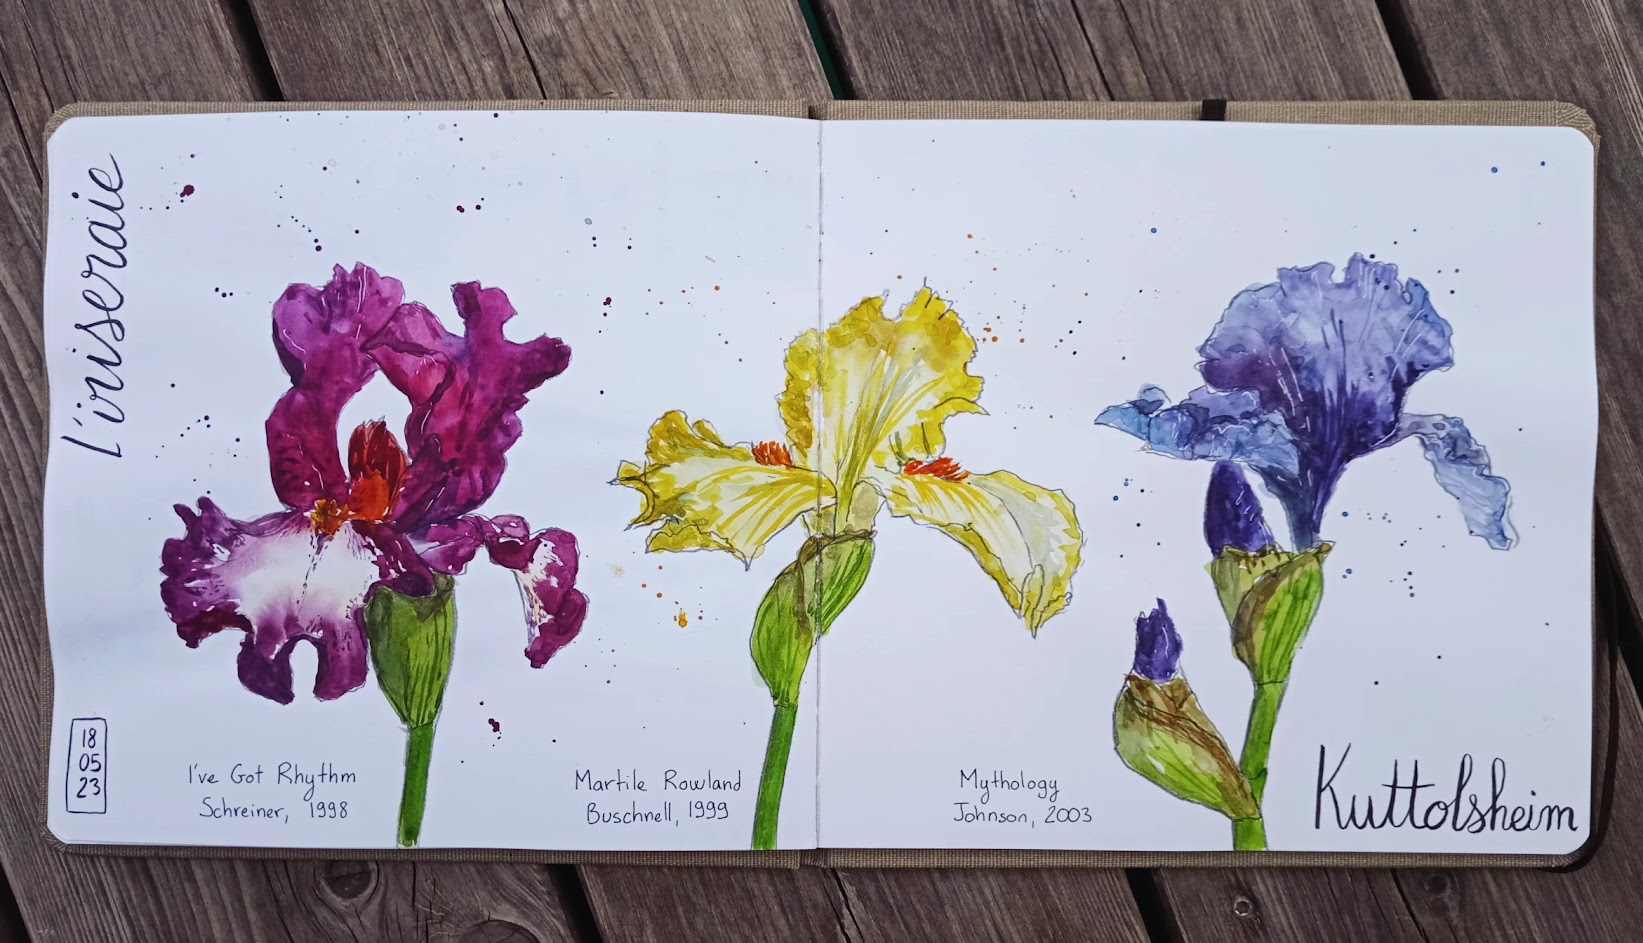 L'iriseraie
18
05
23
I've Got Rhythm
Schreiner, 1998
Martile Rowland
Buschnell, 1999
Mythology
Johnson, 2003
Kuttolsheim